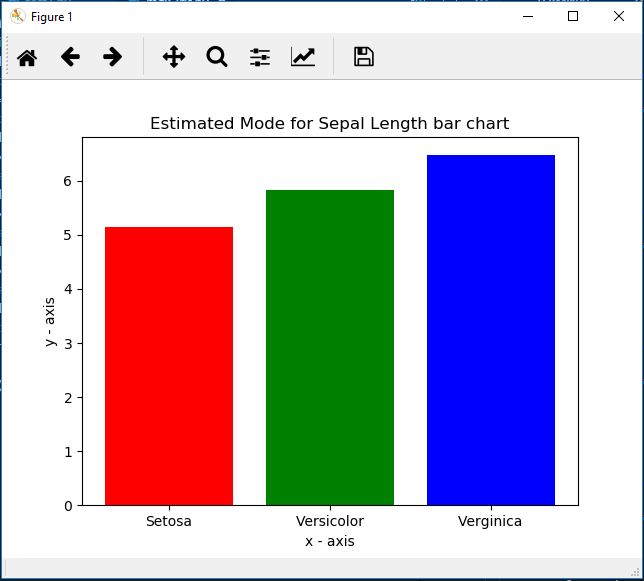 Figure 1
Estimated Mode for Sepal Length bar chart
6
5
4
3
2
1
0
y - axis
Setosa Versicolor Verginica
x - axis